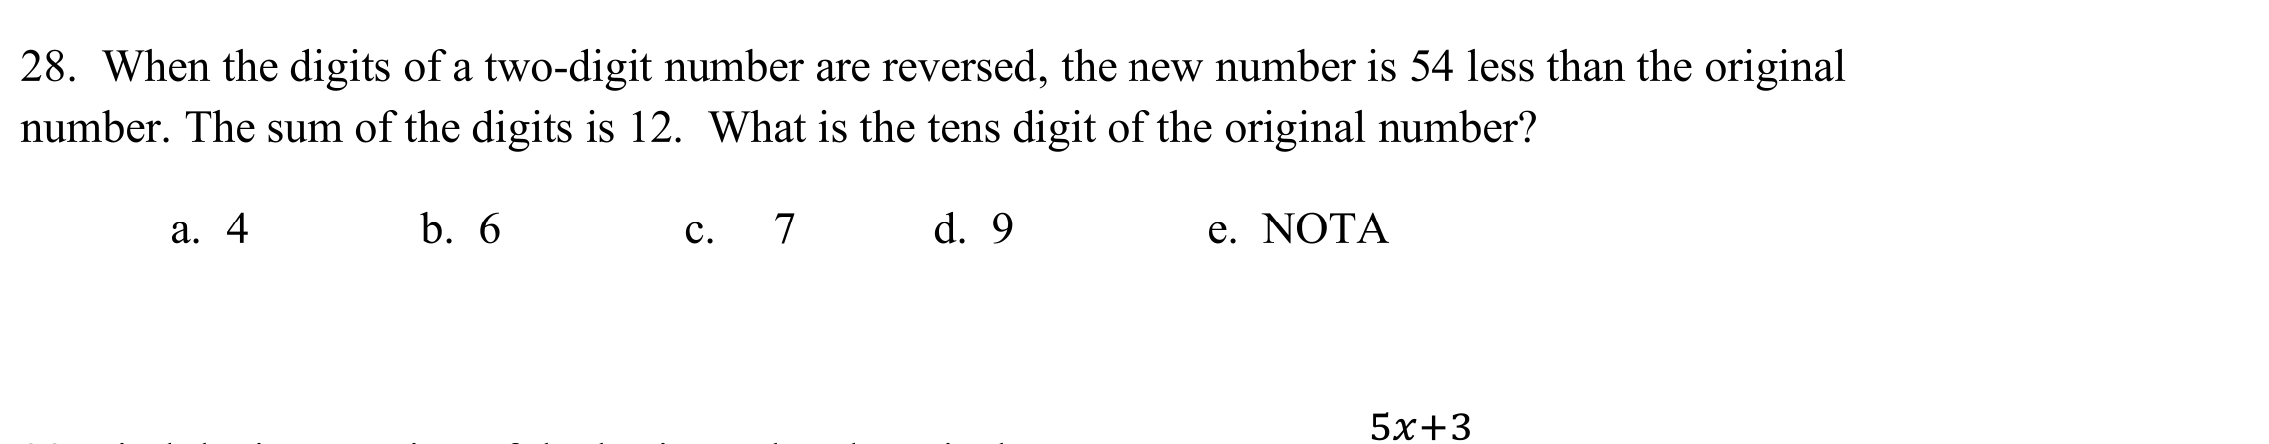 28. When the digits of a two-digit number are reversed, the new number is 54 less than the original
number. The sum of the digits is 12. What is the tens digit of the original number?
a. 4 b. 6 c. 7 d. 9 e. NOTA
5x+3